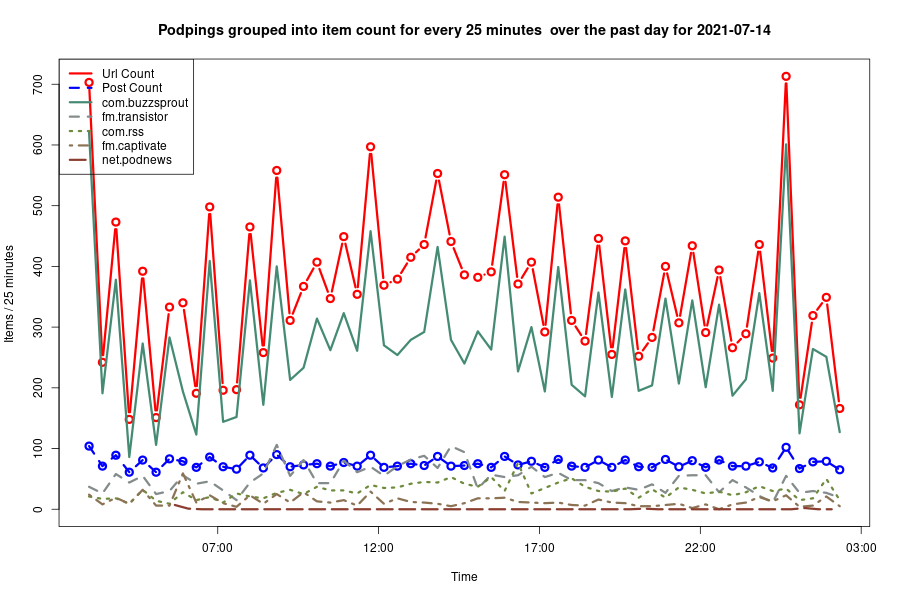 Podpings grouped into item count for every 25 minutes  over the past day for 2021-07-14
Url Count
Post Count
com.buzzsprout
fm.transistor
com.rss
fm.captivate
net.podnews
Items / 25 minutes
700
600
500
400
300
200
100
0
07:00
12:00
17:00
22:00
03:00
Time